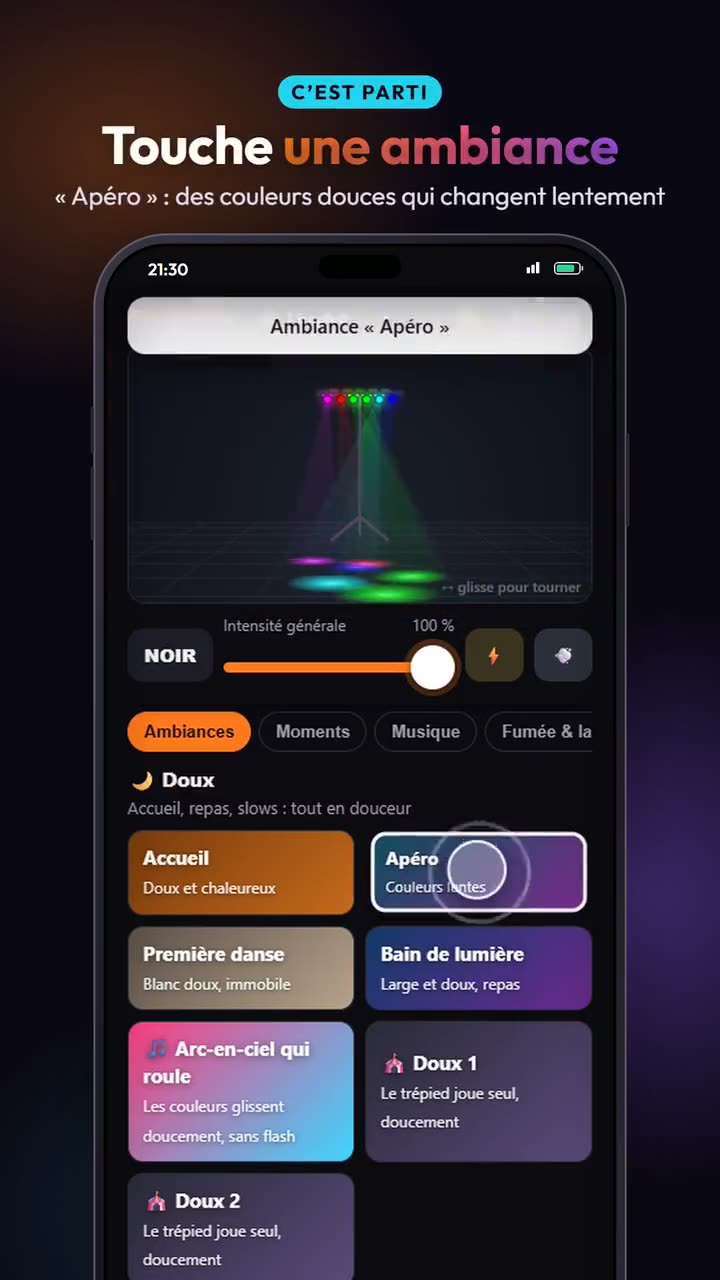 C'EST PARTI
Touche une ambiance
« Apéro » : des couleurs douces qui changent lentement
21:30
Ambiance « Apéro »
↔ glisse pour tourner
Intensité générale 100 %
NOIR
Ambiances Moments Musique Fumée & la
🌙 Doux
Accueil, repas, slows : tout en douceur
Accueil
Doux et chaleureux
Apéro
Couleurs lentes
Première danse
Blanc doux, immobile
Bain de lumière
Large et doux, repas
🎵 Arc-en-ciel qui
roule
Les couleurs glissent
doucement, sans flash
🎪 Doux 1
Le trépied joue seul,
doucement
🎪 Doux 2
Le trépied joue seul,
doucement